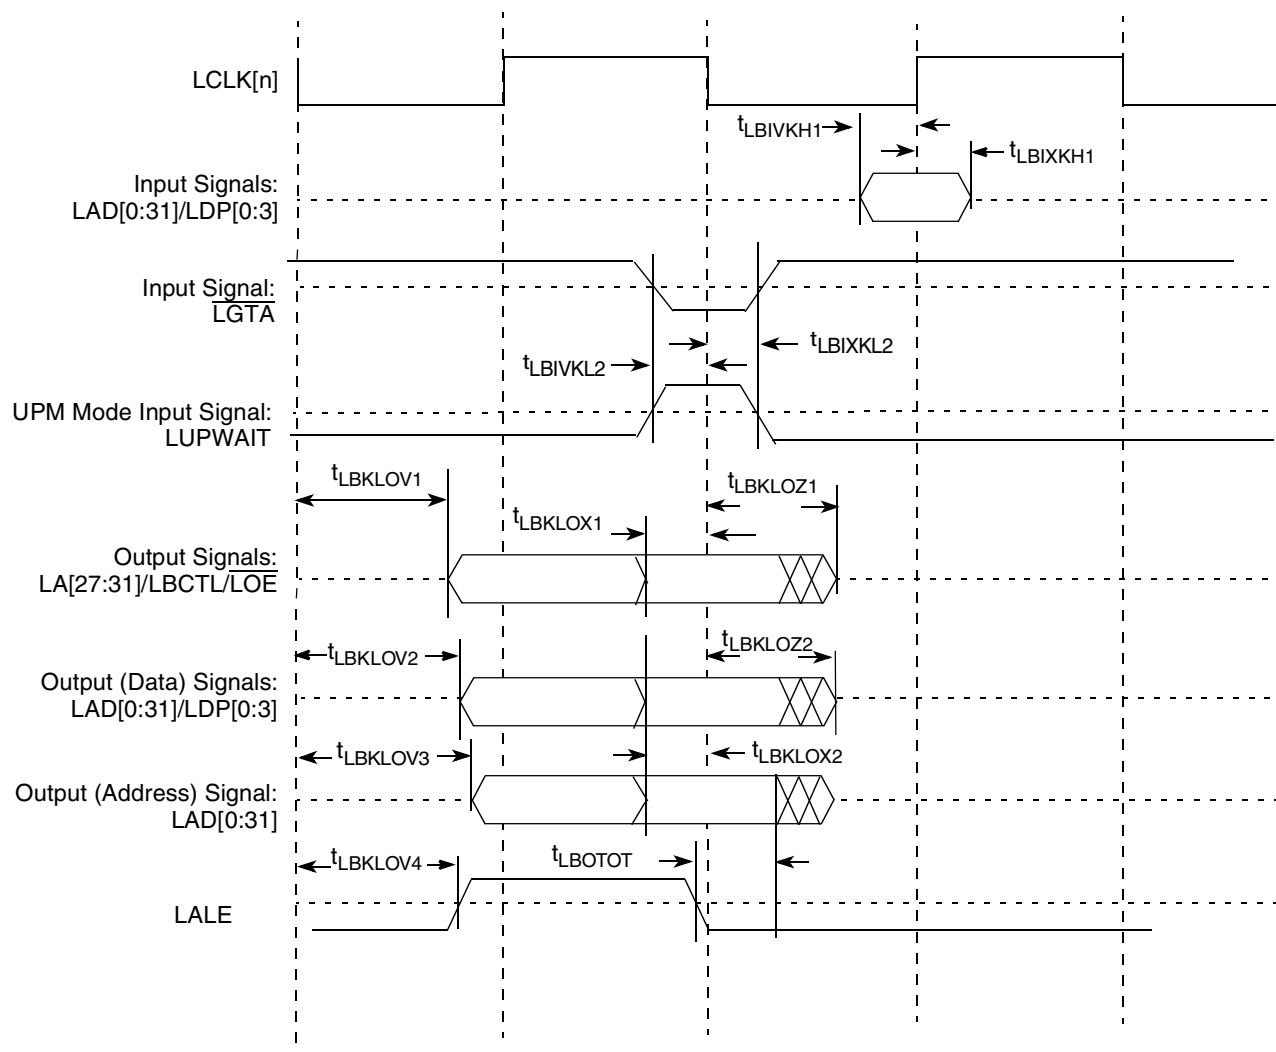 LCLK[n]
tLBIVKH1
tLBIXKH1
Input Signals:
LAD[0:31]/LDP[0:3]
Input Signal:
LGTA
tLBIXKL2
tLBIVKL2
UPM Mode Input Signal:
LUPWAIT
tLBKLOV1
tLBKLOZ1
tLBKLOX1
Output Signals:
LA[27:31]/LBCTL/LOE
tLBKLOV2
tLBKLOZ2
Output (Data) Signals:
LAD[0:31]/LDP[0:3]
tLBKLOV3
tLBKLOX2
Output (Address) Signal:
LAD[0:31]
tLBKLOV4
tLBOTOT
LALE